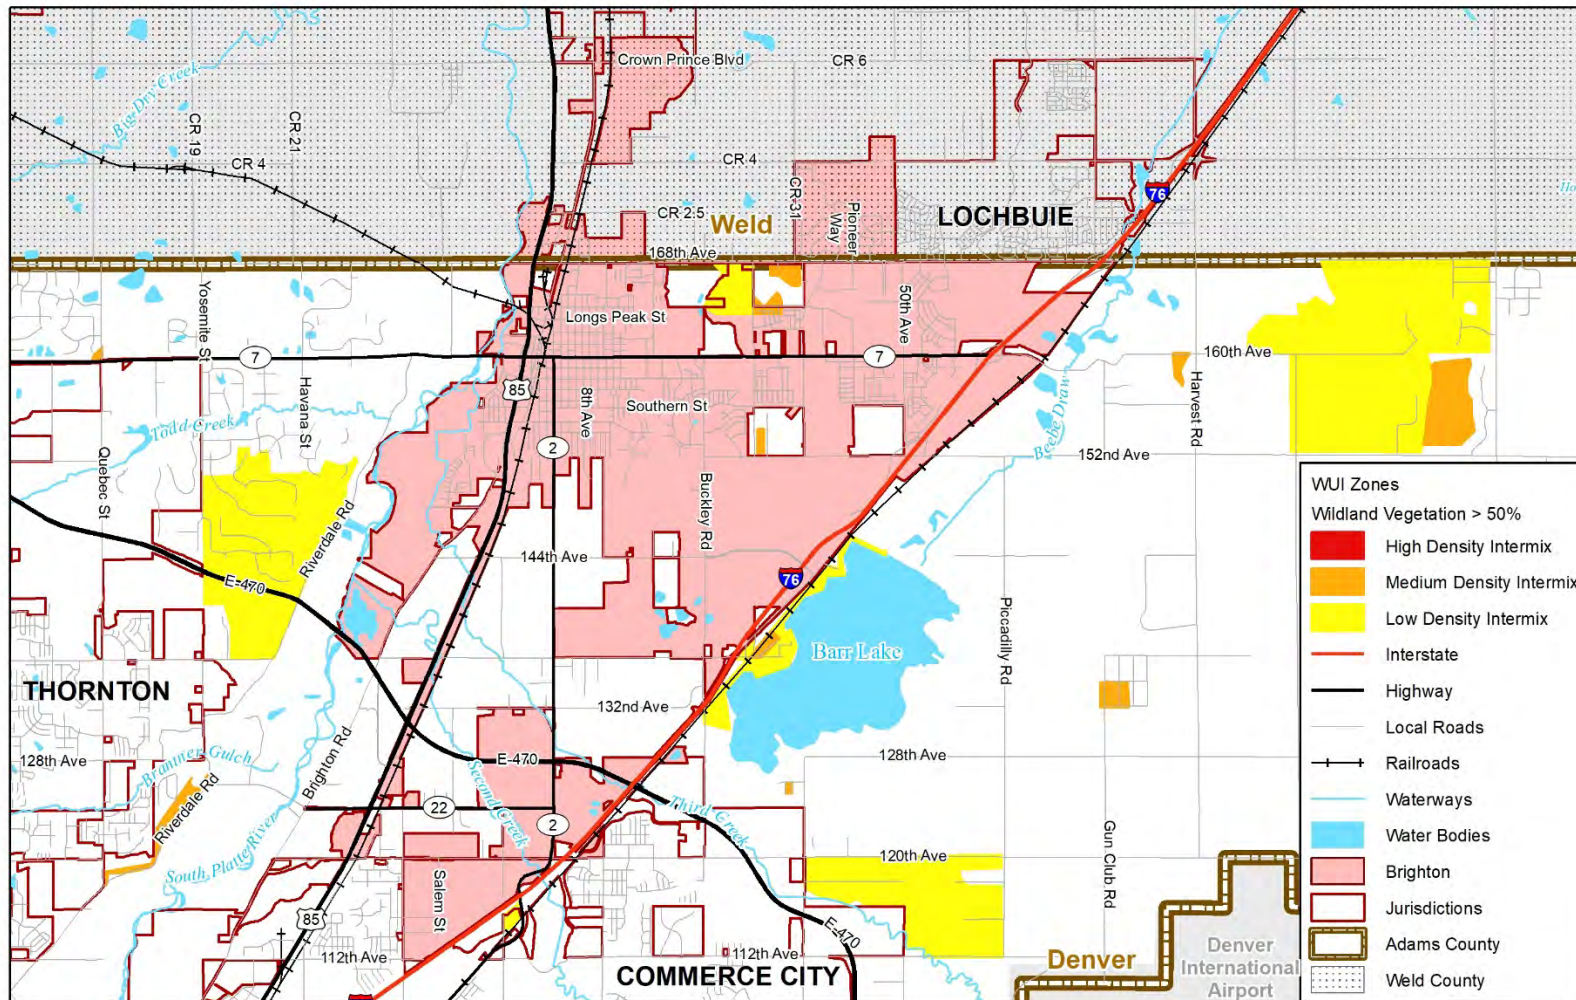 Crown Prince Blvd
CR 6
Big Dry Creek
CR 19
CR 21
CR 4
CR 4
76
CR 31
Pioneer Way
CR 2.5
Weld
LOCHBUIE
168th Ave
Yosemite St
Longs Peak St
50th Ave
7
7
160th Ave
85
Havana St
8th Ave
Southern St
Harvest Rd
Todd Creek
2
Beebe Draw
152nd Ave
Quebec St
Buckley Rd
Riverdale Rd
144th Ave
E-470
76
Piccadilly Rd
Barr Lake
THORNTON
132nd Ave
Brighton Rd
128th Ave
Brantner Gulch
E-470
128th Ave
Riverdale Rd
Second Creek
22
2
Third Creek
Gun Club Rd
South Platte River
120th Ave
Salem St
85
E-470
112th Ave
112th Ave
COMMERCE CITY
Denver
Denver
International
Airport
WUI Zones
Wildland Vegetation > 50%
High Density Intermix
Medium Density Intermix
Low Density Intermix
Interstate
Highway
Local Roads
Railroads
Waterways
Water Bodies
Brighton
Jurisdictions
Adams County
Weld County